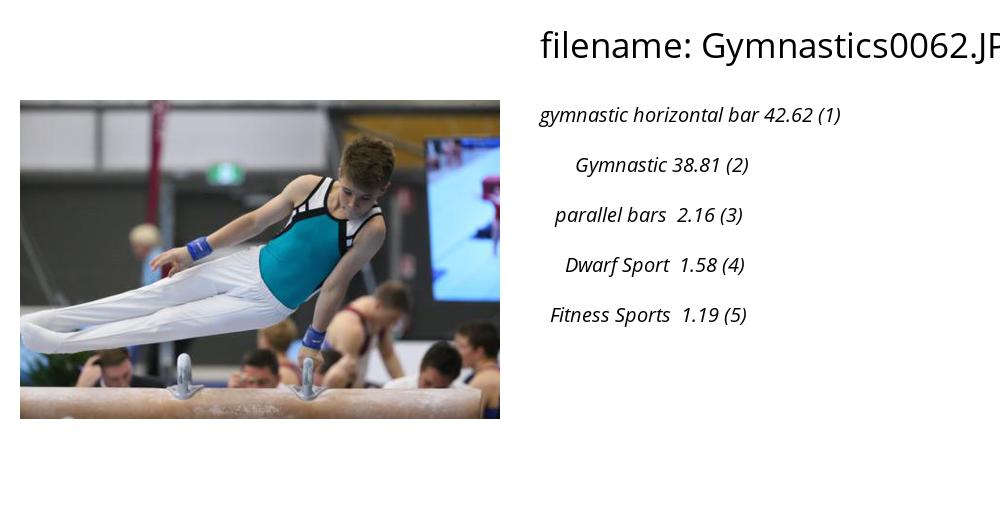 filename: Gymnastics0062.JP
gymnastic horizontal bar 42.62 (1)
Gymnastic 38.81 (2)
parallel bars 2.16 (3)
Dwarf Sport 1.58 (4)
Fitness Sports 1.19 (5)